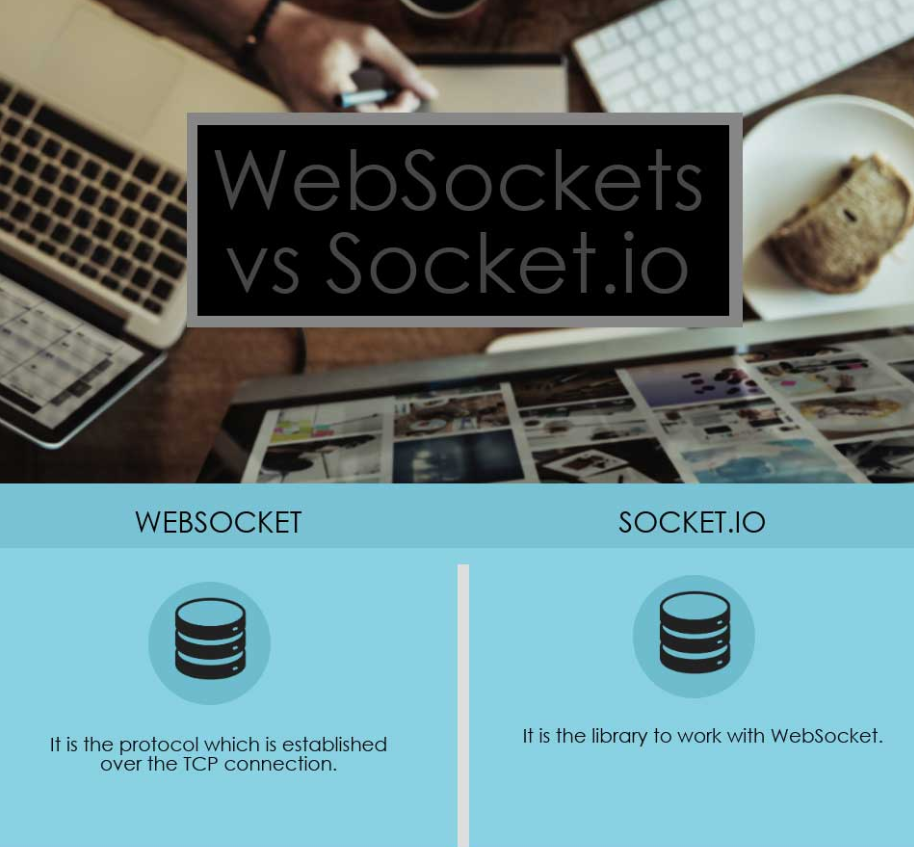 WebSockets
vs Socket.io
WEBSOCKET
SOCKET.IO
It is the protocol which is established
over the TCP connection.
It is the library to work with WebSocket.